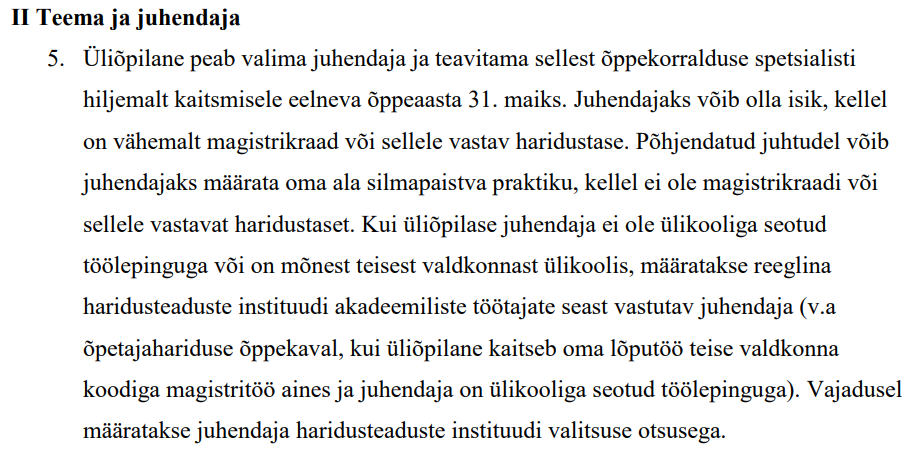 II Teema ja juhendaja
5. Üliõpilane peab valima juhendaja ja teavitama sellest õppekorralduse spetsialisti
hiljemalt kaitsmisele eelneva õppeaasta 31. maiks. Juhendajaks võib olla isik, kellel
on vähemalt magistrikraad või sellele vastav haridustase. Põhjendatud juhtudel võib
juhendajaks määrata oma ala silmapaistva praktiku, kellel ei ole magistrikraadi või
sellele vastavat haridustaset. Kui üliõpilase juhendaja ei ole ülikooliga seotud
töölepinguga või on mõnest teisest valdkonnast ülikoolis, määratakse reeglina
haridusteaduste instituudi akadeemiliste töötajate seast vastutav juhendaja (v.a
õpetajahariduse õppekaval, kui üliõpilane kaitseb oma lõputöö teise valdkonna
koodiga magistritöö aines ja juhendaja on ülikooliga seotud töölepinguga). Vajadusel
määratakse juhendaja haridusteaduste instituudi valitsuse otsusega.